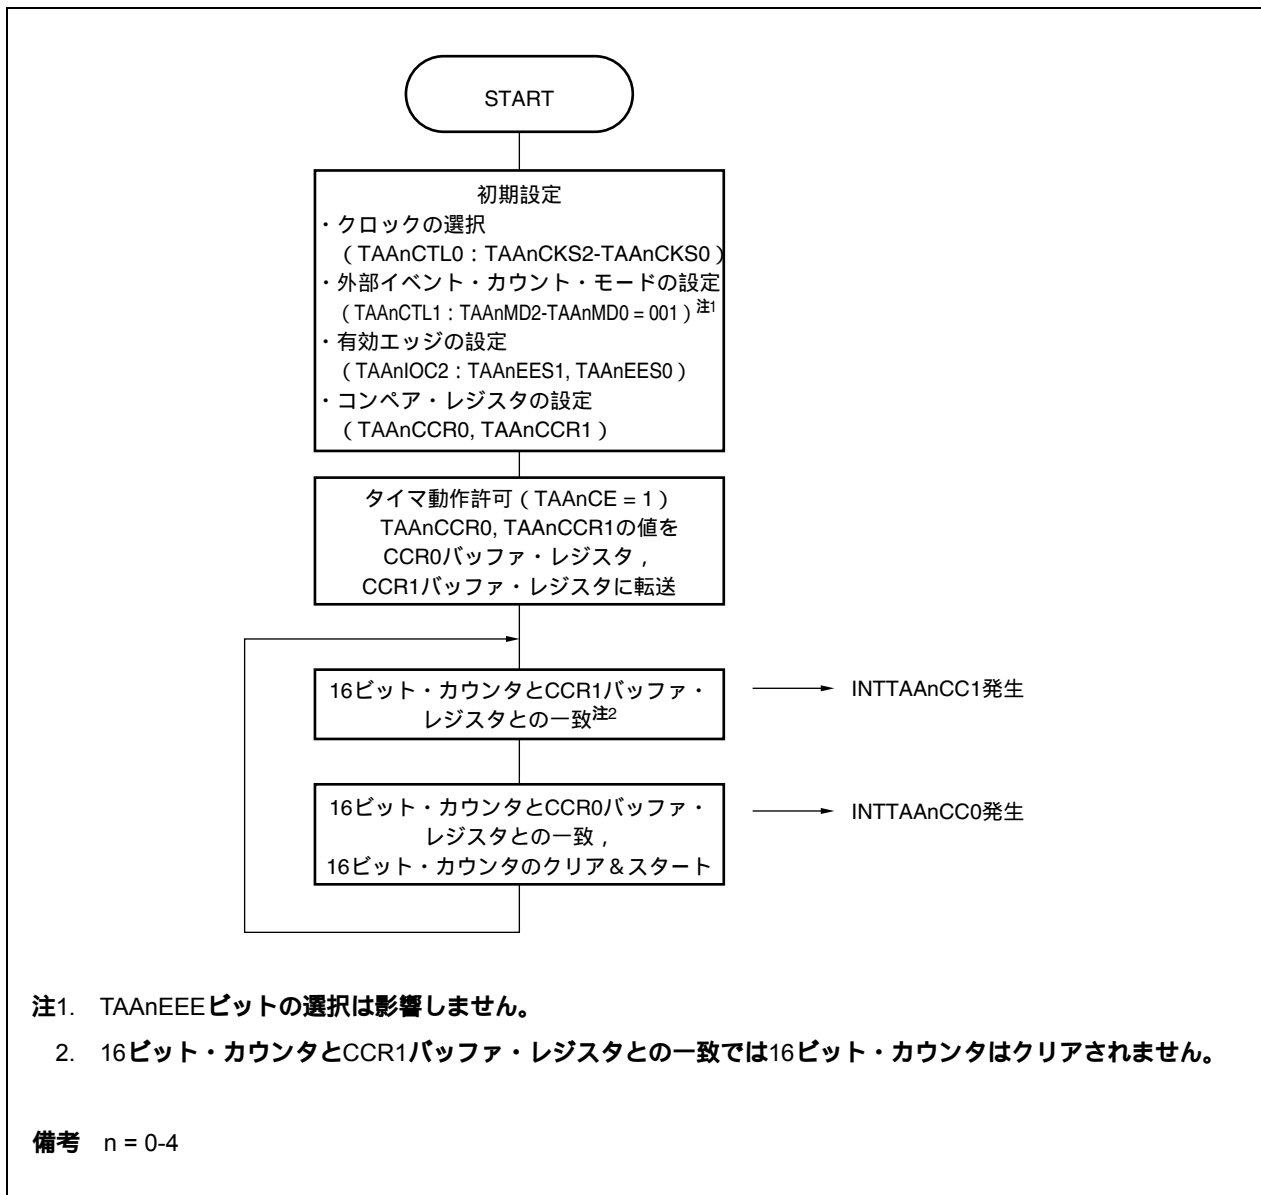 START
初期設定
・クロックの選択
（TAAnCTL0：TAAnCKS2-TAAnCKS0）
・外部イベント・カウント・モードの設定
（TAAnCTL1：TAAnMD2-TAAnMD0 = 001）注1
・有効エッジの設定
（TAAnIOC2：TAAnEES1, TAAnEES0）
・コンペア・レジスタの設定
（TAAnCCR0, TAAnCCR1）
タイマ動作許可（TAAnCE = 1）
TAAnCCR0, TAAnCCR1の値を
CCR0バッファ・レジスタ，
CCR1バッファ・レジスタに転送
16ビット・カウンタとCCR1バッファ・
レジスタとの一致注2
INTTAAnCC1発生
16ビット・カウンタとCCR0バッファ・
レジスタとの一致，
16ビット・カウンタのクリア＆スタート
INTTAAnCC0発生
注1. TAAnEEEビットの選択は影響しません。
2. 16ビット・カウンタとCCR1バッファ・レジスタとの一致では16ビット・カウンタはクリアされません。
備考 n = 0-4